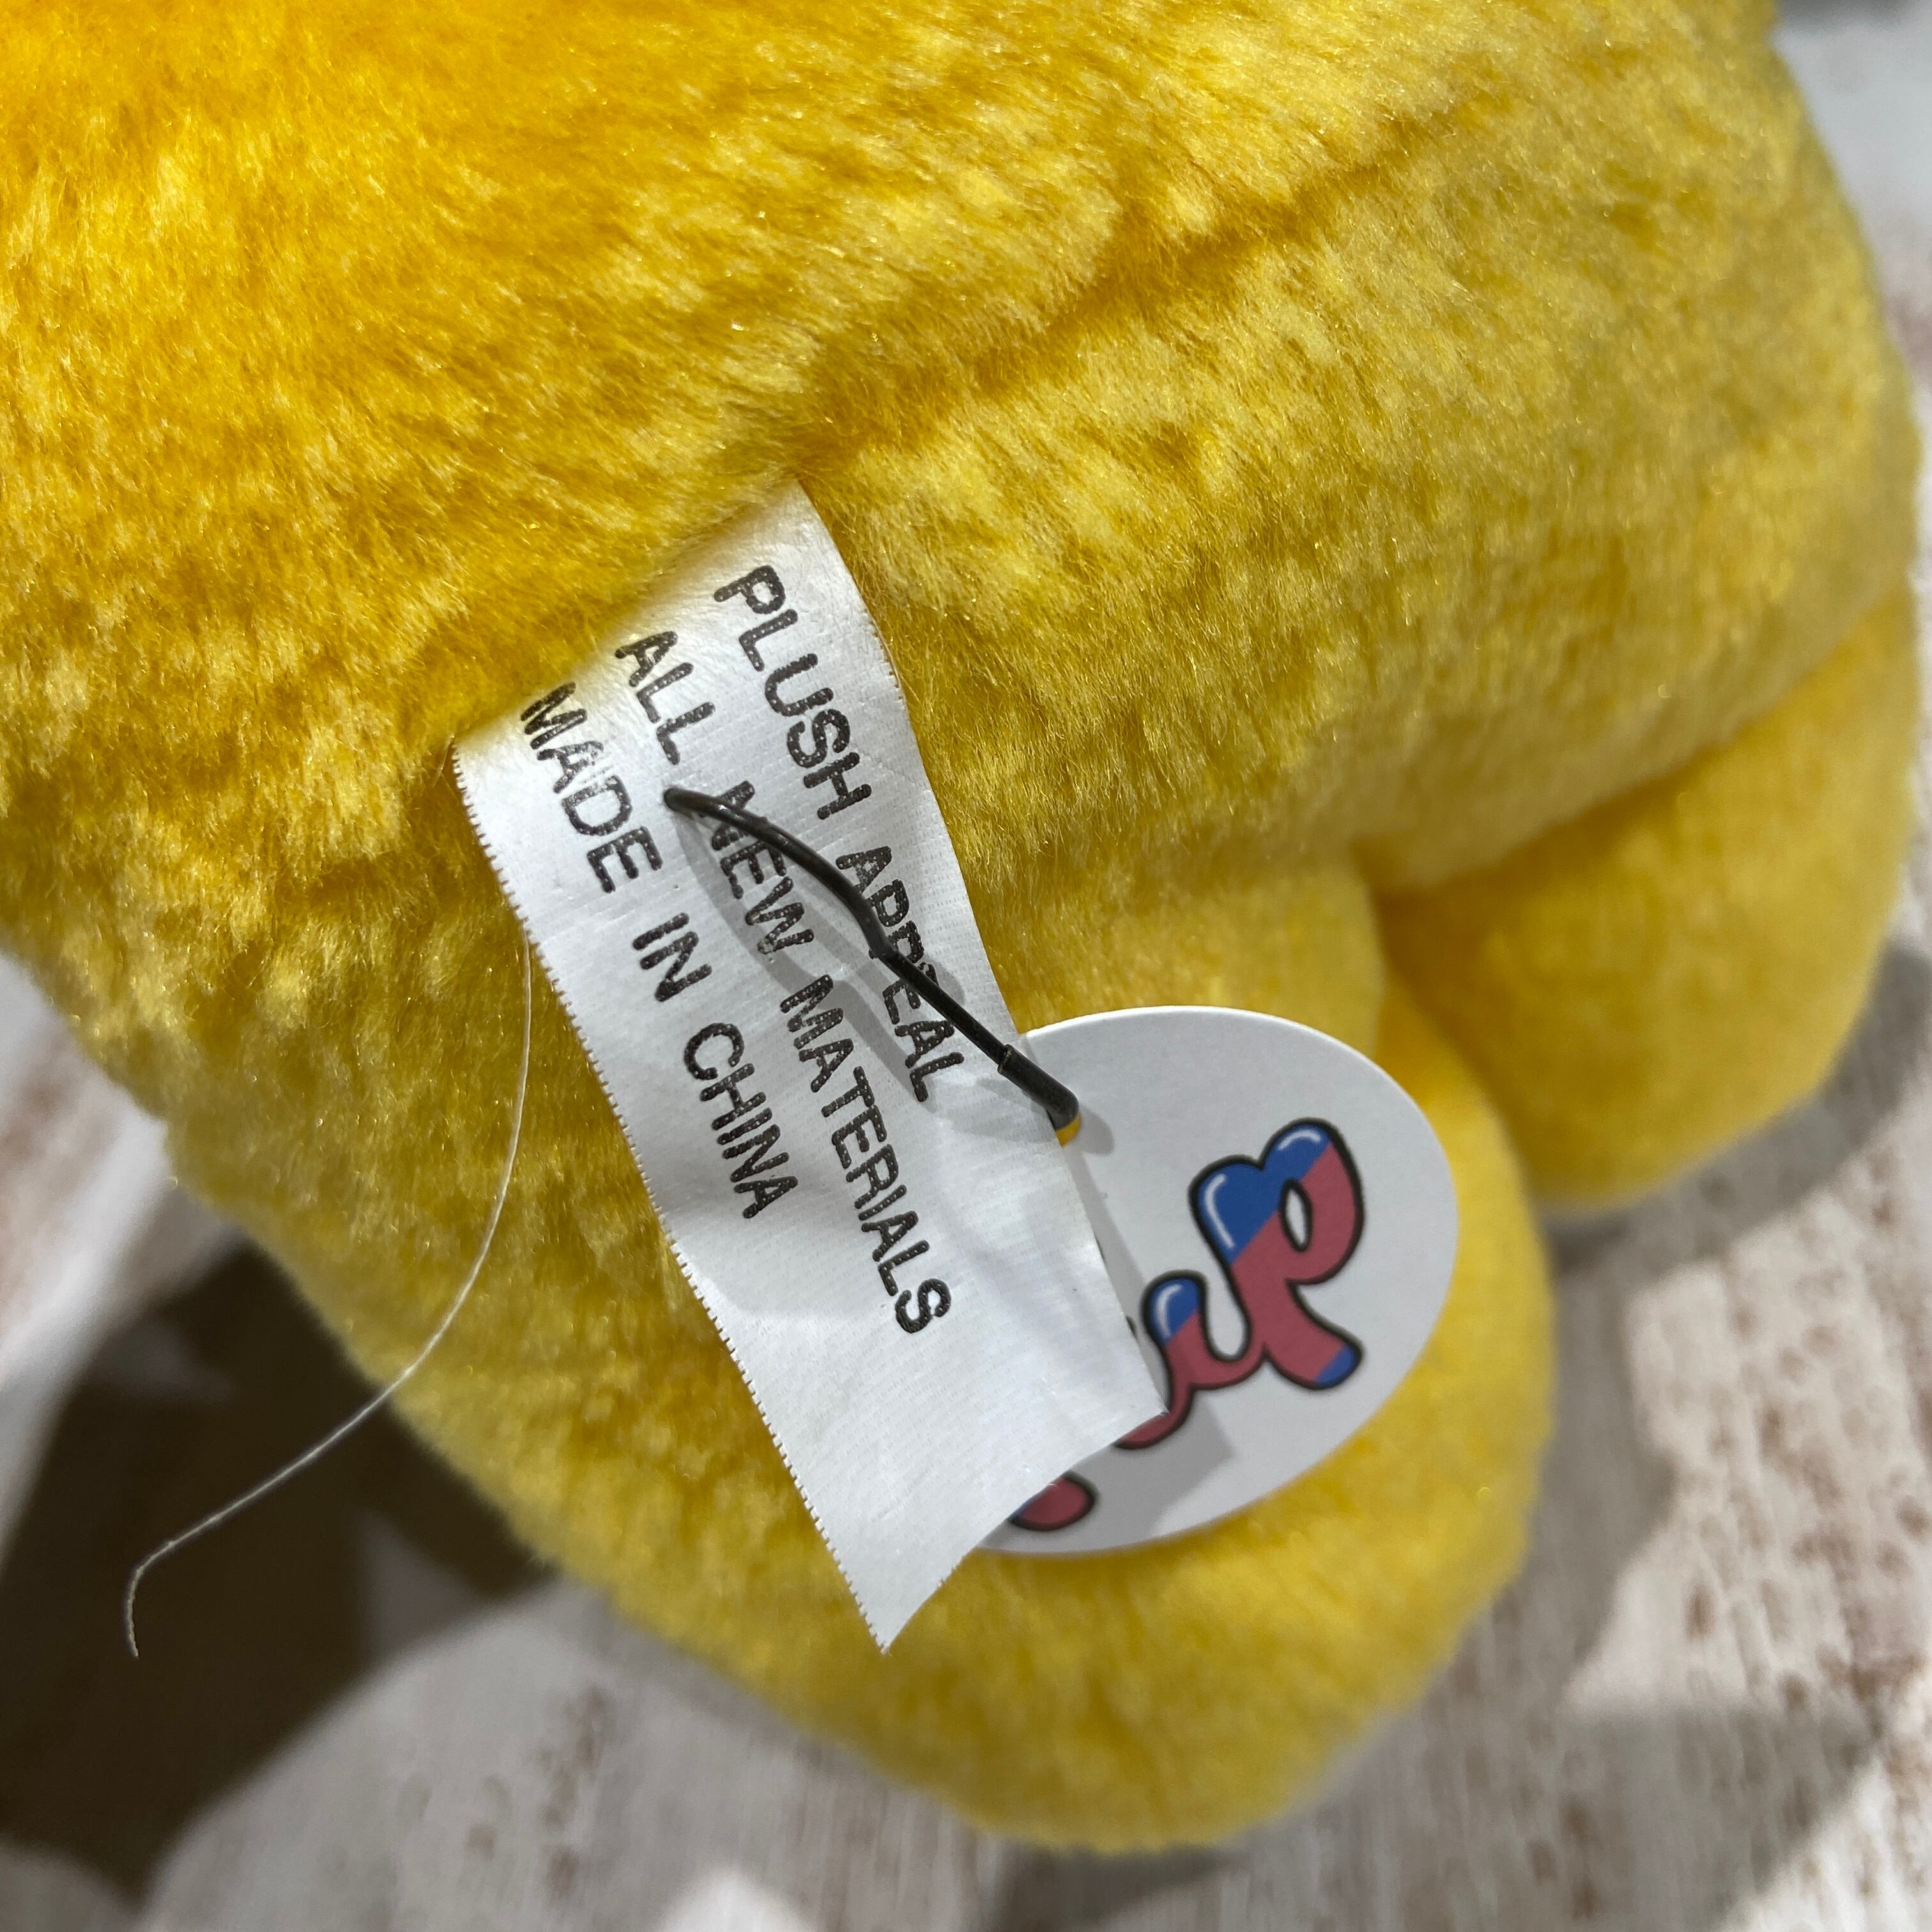 PLUSH APPEAL
ALL NEW MATERIALS
MADE IN CHINA